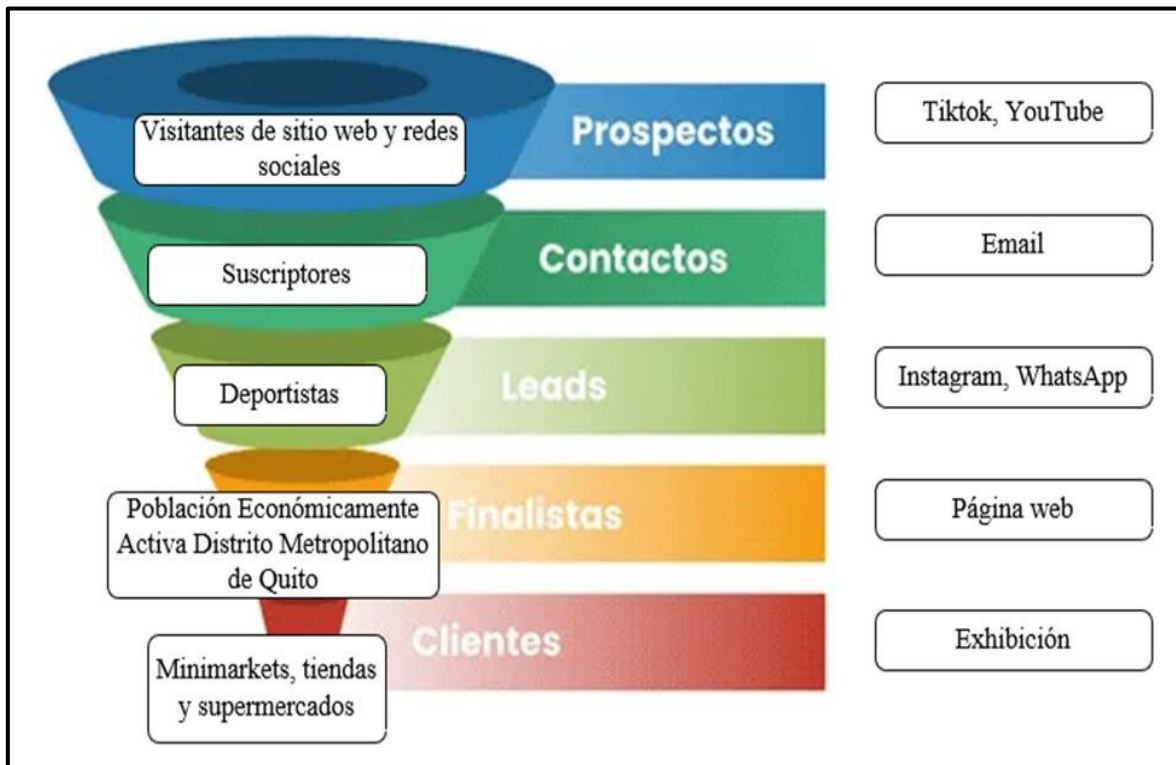 Visitantes de sitio web y redes
sociales
Prospectos
Tiktok, YouTube
Suscriptores
Contactos
Email
Deportistas
Leads
Instagram, WhatsApp
Población Económicamente
Activa Distrito Metropolitano
de Quito
Finalistas
Página web
Minimarkets, tiendas
y supermercados
Clientes
Exhibición